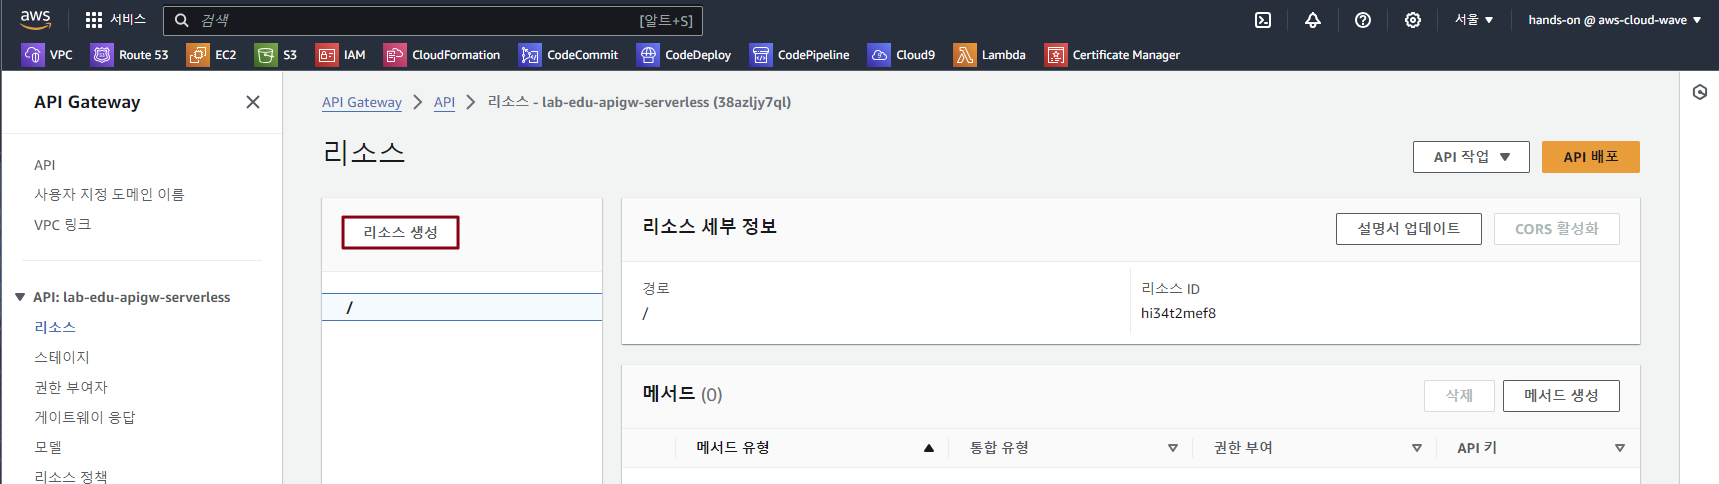 aws 서비스 검색 [알트+S] 서울 ▼ hands-on @ aws-cloud-wave ▼
VPC Route 53 EC2 S3 IAM CloudFormation CodeCommit CodeDeploy CodePipeline Cloud9 Lambda Certificate Manager
API Gateway
API
사용자 지정 도메인 이름
VPC 링크
API: lab-edu-apigw-serverless
리소스
스테이지
권한 부여자
게이트웨이 응답
모델
리소스 정책
API Gateway > API > 리소스 - lab-edu-apigw-serverless (38azljy7ql)
리소스
API 작업 ▼ API 배포
리소스 생성
/
리소스 세부 정보
설명서 업데이트 CORS 활성화
경로
/
리소스 ID
hi34t2mef8
메서드 (0)
삭제 메서드 생성
메서드 유형 통합 유형 권한 부여 API 키